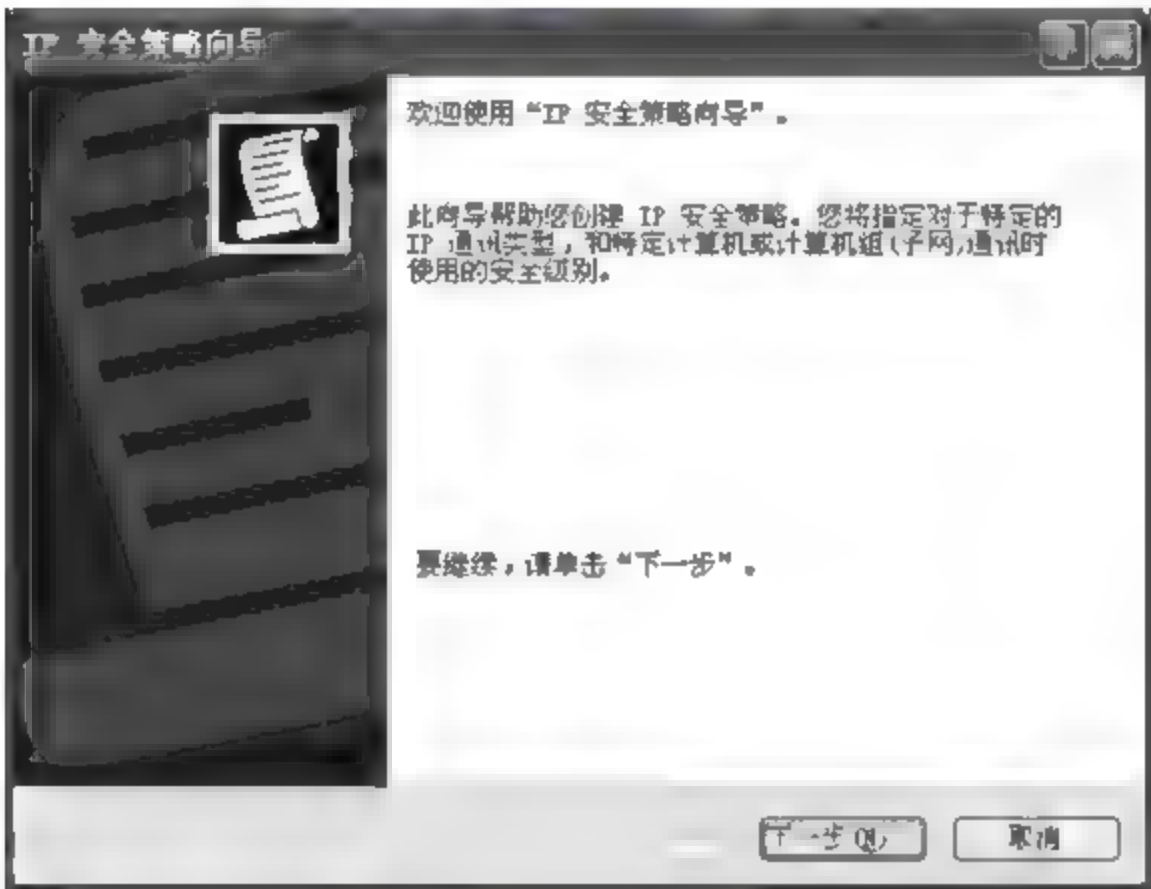 IP 安全策略向导
欢迎使用“IP 安全策略向导”。
此向导帮助您创建 IP 安全策略。您将指定对于特定的
IP 通讯类型，和特定计算机或计算机组(子网)通讯时
使用的安全级别。
要继续，请单击“下一步”。
下一步(N)
取消